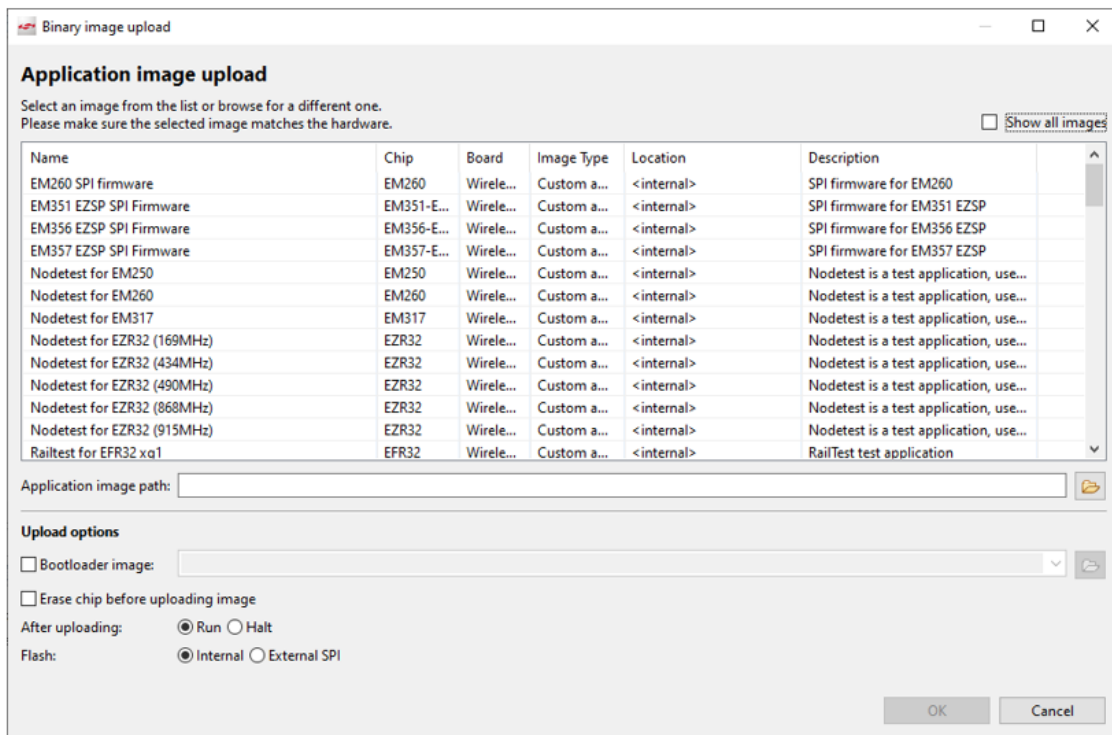 Binary image upload
Application image upload
Select an image from the list or browse for a different one.
Please make sure the selected image matches the hardware.
Show all images
Name Chip Board Image Type Location Description
EM260 SPI firmware EM260 Wirele... Custom a... <internal> SPI firmware for EM260
EM351 EZSP SPI Firmware EM351-E... Wirele... Custom a... <internal> SPI firmware for EM351 EZSP
EM356 EZSP SPI Firmware EM356-E... Wirele... Custom a... <internal> SPI firmware for EM356 EZSP
EM357 EZSP SPI Firmware EM357-E... Wirele... Custom a... <internal> SPI firmware for EM357 EZSP
Nodetest for EM250 EM250 Wirele... Custom a... <internal> Nodetest is a test application, use...
Nodetest for EM260 EM260 Wirele... Custom a... <internal> Nodetest is a test application, use...
Nodetest for EM317 EM317 Wirele... Custom a... <internal> Nodetest is a test application, use...
Nodetest for EZR32 (169MHz) EZR32 Wirele... Custom a... <internal> Nodetest is a test application, use...
Nodetest for EZR32 (434MHz) EZR32 Wirele... Custom a... <internal> Nodetest is a test application, use...
Nodetest for EZR32 (490MHz) EZR32 Wirele... Custom a... <internal> Nodetest is a test application, use...
Nodetest for EZR32 (868MHz) EZR32 Wirele... Custom a... <internal> Nodetest is a test application, use...
Nodetest for EZR32 (915MHz) EZR32 Wirele... Custom a... <internal> Nodetest is a test application, use...
Railtest for EFR32 xg1 EFR32 Wirele... Custom a... <internal> RailTest test application
Application image path:
Upload options
Bootloader image:
Erase chip before uploading image
After uploading: Run Halt
Flash: Internal External SPI
OK Cancel